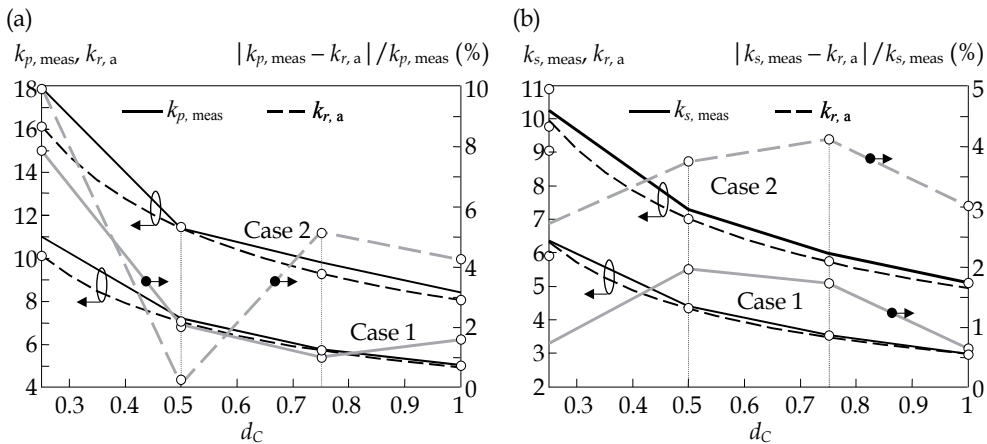 (a)
k_p, meas, k_r, a
|k_p, meas – k_r, a|/k_p, meas (%)
18
16
14
12
10
8
6
4
10
8
6
4
2
0
k_p, meas
k_r, a
Case 2
Case 1
0.3 0.4 0.5 0.6 0.7 0.8 0.9 1
d_C
(b)
k_s, meas, k_r, a
|k_s, meas – k_r, a|/k_s, meas (%)
11
10
9
8
7
6
5
4
3
2
5
4
3
2
1
0
k_s, meas
k_r, a
Case 2
Case 1
0.3 0.4 0.5 0.6 0.7 0.8 0.9 1
d_C